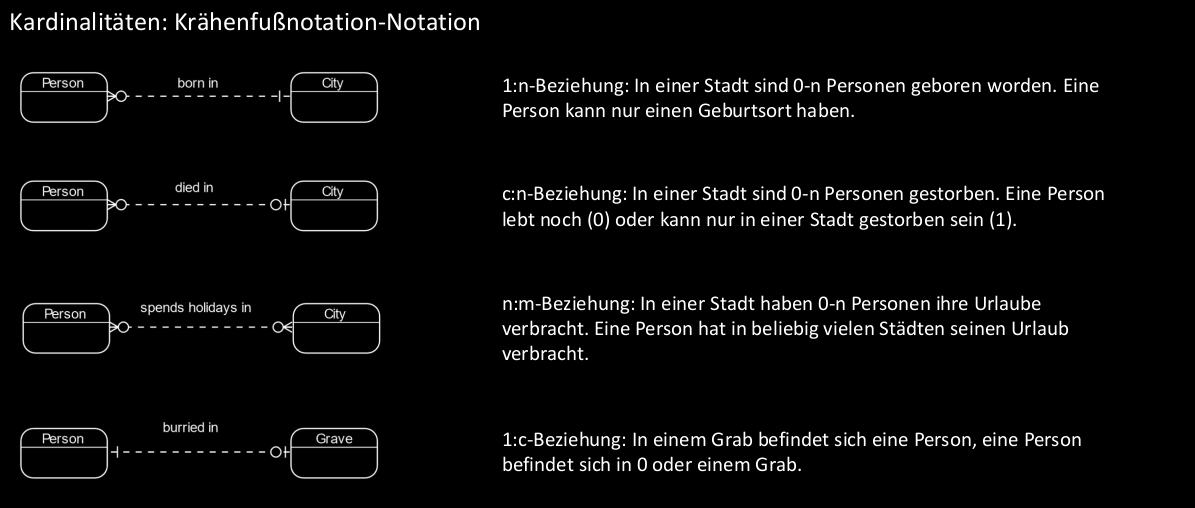 Kardinalitäten: Krähenfußnotation-Notation
Person
born in
City
1:n-Beziehung: In einer Stadt sind 0-n Personen geboren worden. Eine
Person kann nur einen Geburtsort haben.
Person
died in
City
c:n-Beziehung: In einer Stadt sind 0-n Personen gestorben. Eine Person
lebt noch (0) oder kann nur in einer Stadt gestorben sein (1).
Person
spends holidays in
City
n:m-Beziehung: In einer Stadt haben 0-n Personen ihre Urlaube
verbracht. Eine Person hat in beliebig vielen Städten seinen Urlaub
verbracht.
Person
burried in
Grave
1:c-Beziehung: In einem Grab befindet sich eine Person, eine Person
befindet sich in 0 oder einem Grab.